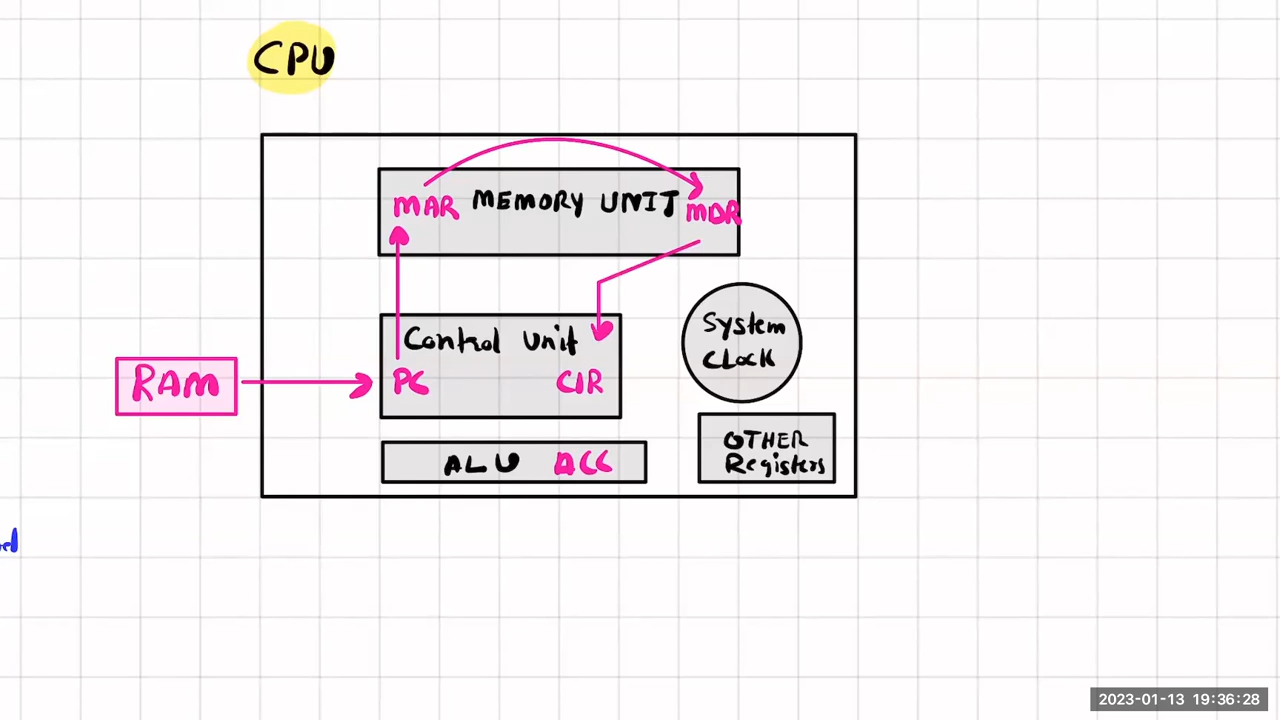 CPU
MAR MEMORY UNIT MDR
Control Unit
System
CLock
RAM
PC CIR
ALU ACC
OTHER
Registers
2023-01-13 19:36:28